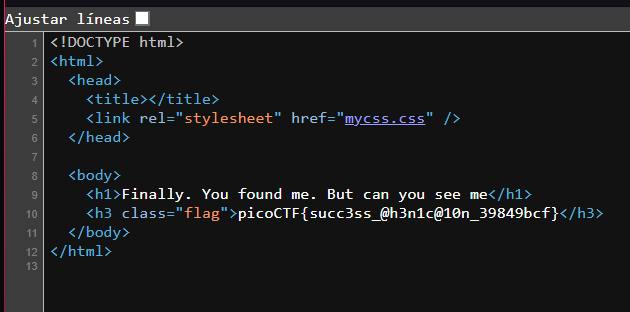 Ajustar líneas
1 <!DOCTYPE html>
2 <html>
3 <head>
4 <title></title>
5 <link rel="stylesheet" href="mycss.css" />
6 </head>
7
8 <body>
9 <h1>Finally. You found me. But can you see me</h1>
10 <h3 class="flag">picoCTF{succ3ss_@h3n1c@10n_39849bcf}</h3>
11 </body>
12 </html>
13